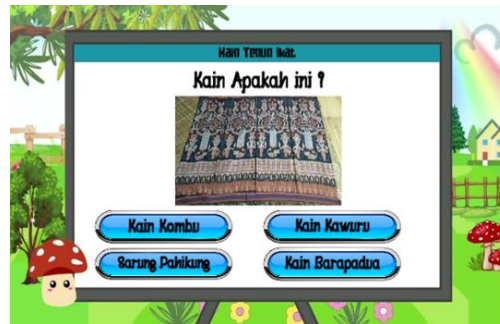 Kain Tenun Ikat
Kain Apakah ini ?
Kain Kombu
Kain Kawuru
Sarung Pahikung
Kain Barapadua